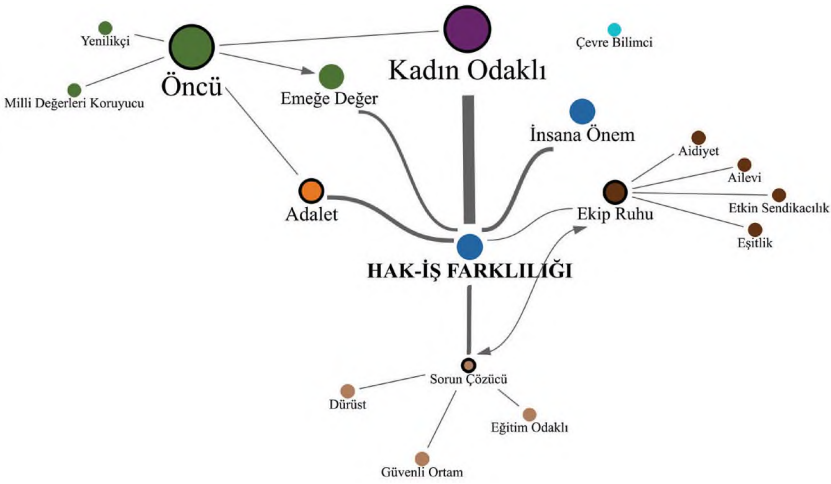 Yenilikçi
Öncü
Kadın Odaklı
Çevre Bilimci
Milli Değerleri Koruyucu
Emeğe Değer
İnsana Önem
Aidiyet
Ailevi
Etkin Sendikacılık
Adalet
Ekip Ruhu
Eşitlik
HAK-İŞ FARKLILIĞI
Sorun Çözücü
Dürüst
Eğitim Odaklı
Güvenli Ortam